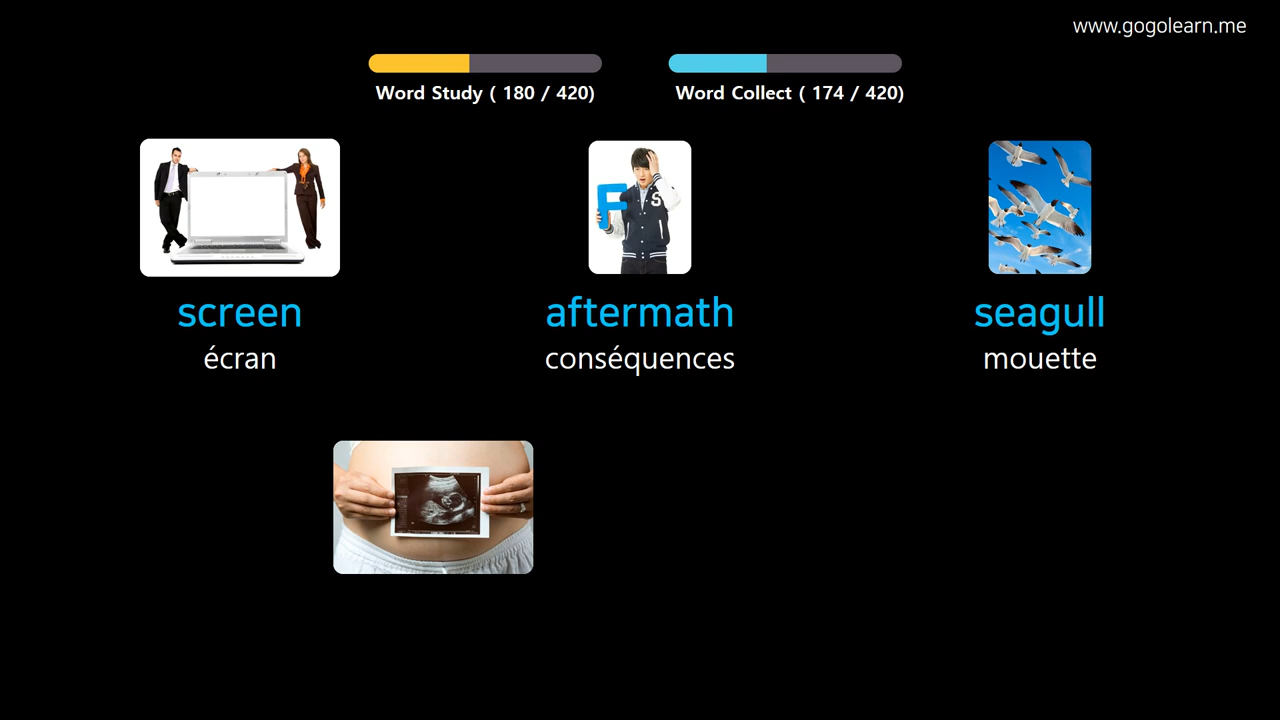 www.gogolearn.me
Word Study ( 180 / 420)
Word Collect ( 174 / 420)
F
S
screen
aftermath
seagull
écran
conséquences
mouette